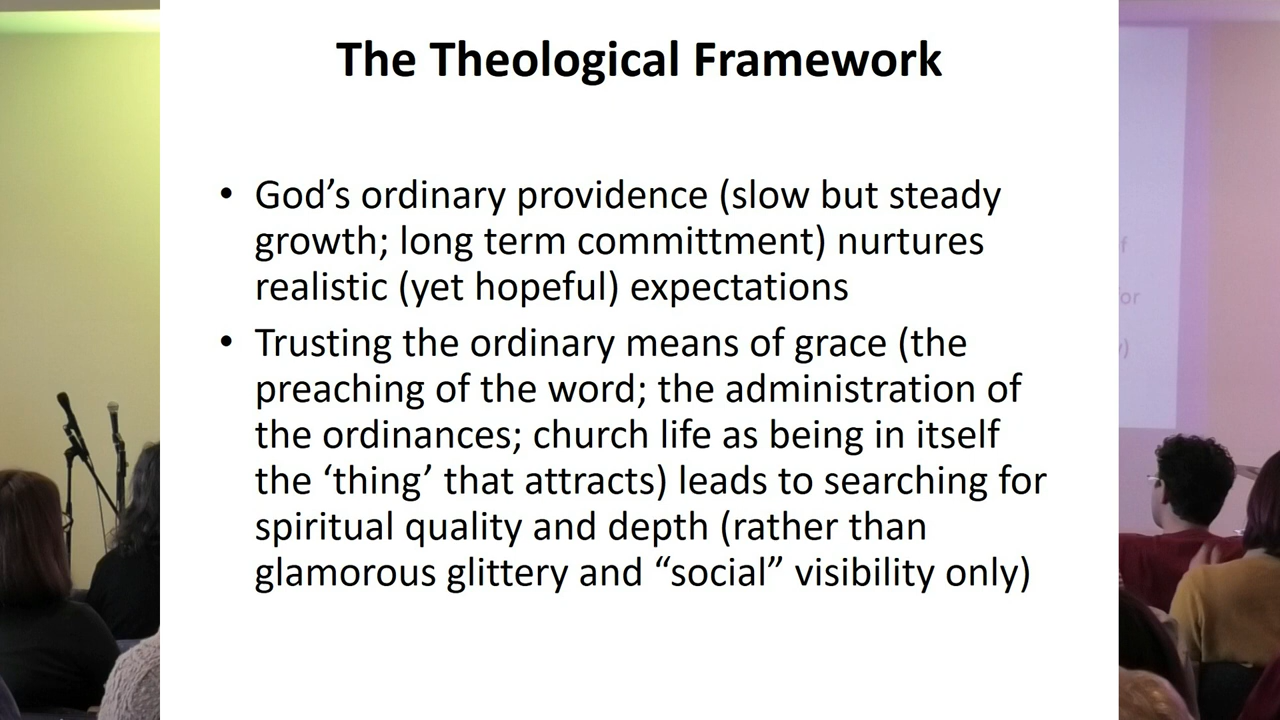 The Theological Framework
• God’s ordinary providence (slow but steady
growth; long term committment) nurtures
realistic (yet hopeful) expectations
• Trusting the ordinary means of grace (the
preaching of the word; the administration of
the ordinances; church life as being in itself
the ‘thing’ that attracts) leads to searching for
spiritual quality and depth (rather than
glamorous glittery and “social” visibility only)